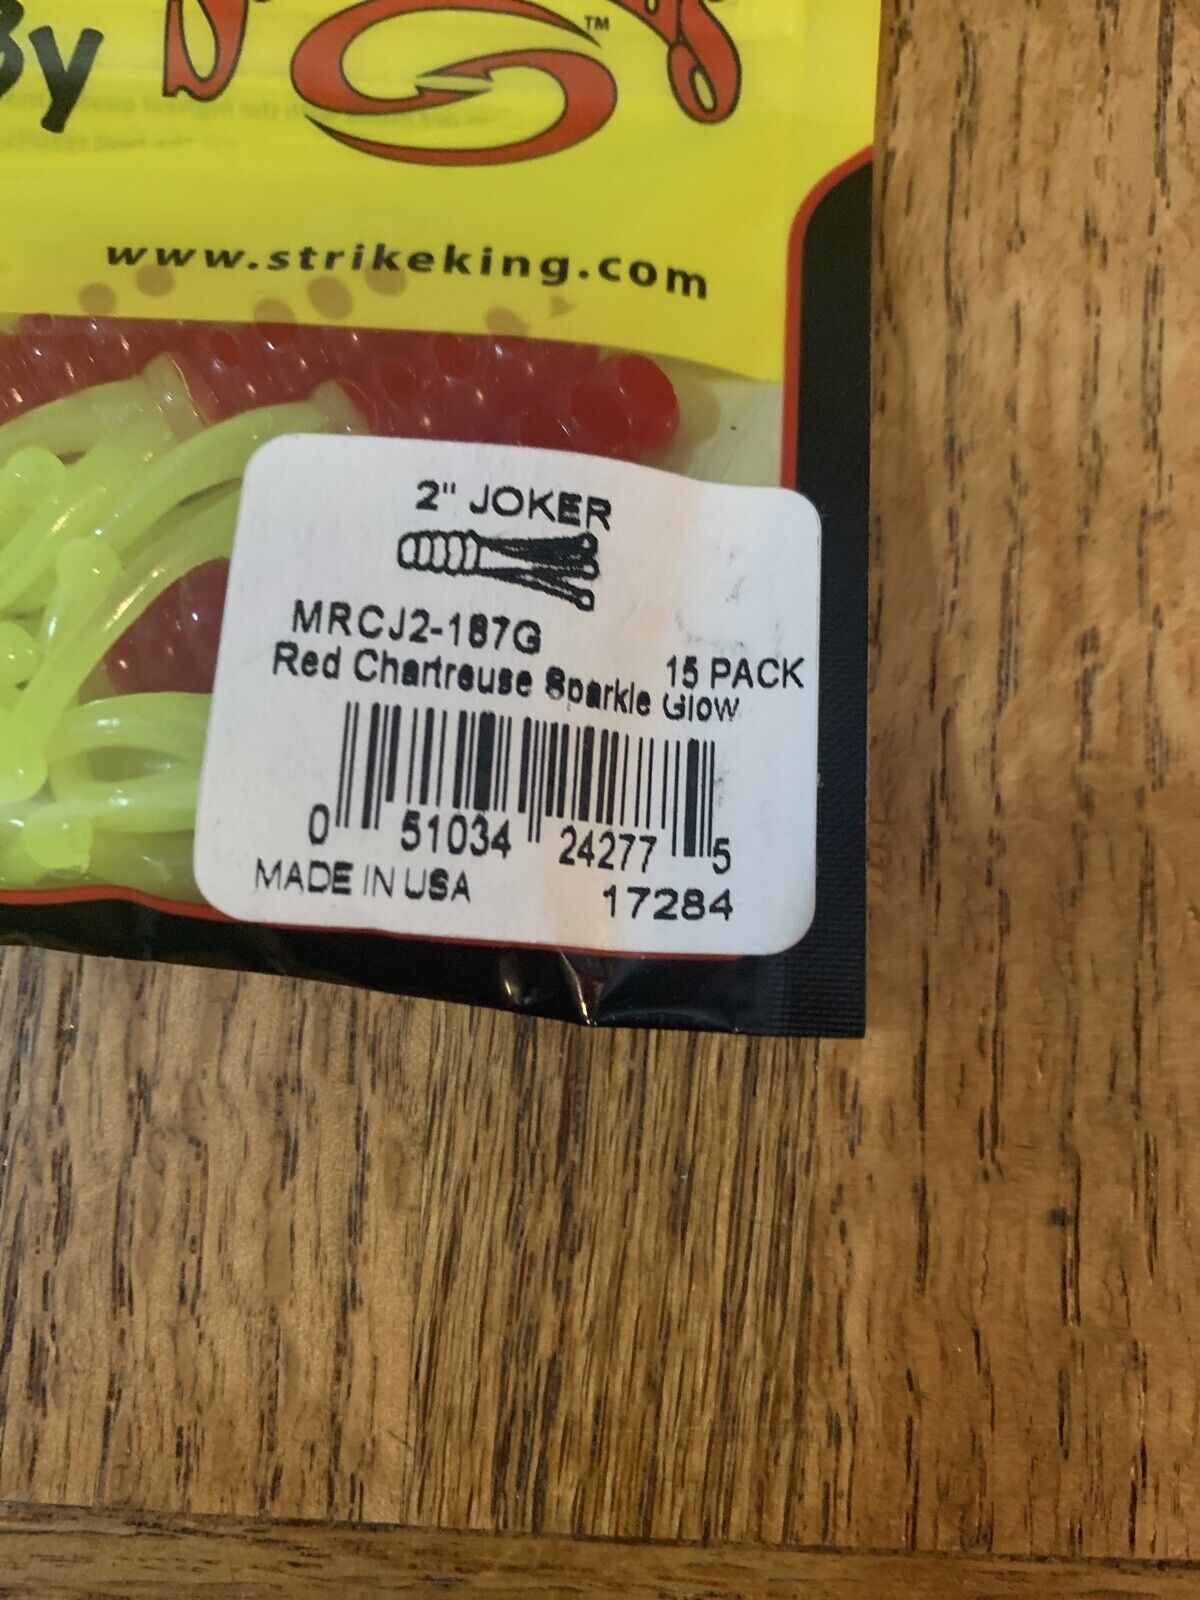 By
™
www.strikeking.com
2" JOKER
MRCJ2-187G
15 PACK
Red Chartreuse Sparkle Glow
0 51034 24277 5
MADE IN USA
17284